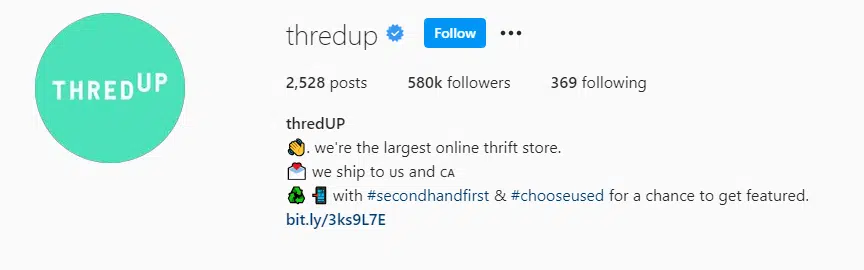 THREDUP
thredup Follow
2,528 posts 580k followers 369 following
thredUP
👋. we're the largest online thrift store.
💌 we ship to ᴜs and ᴄᴀ
♻️ 📲 with #secondhandfirst & #chooseused for a chance to get featured.
bit.ly/3ks9L7E